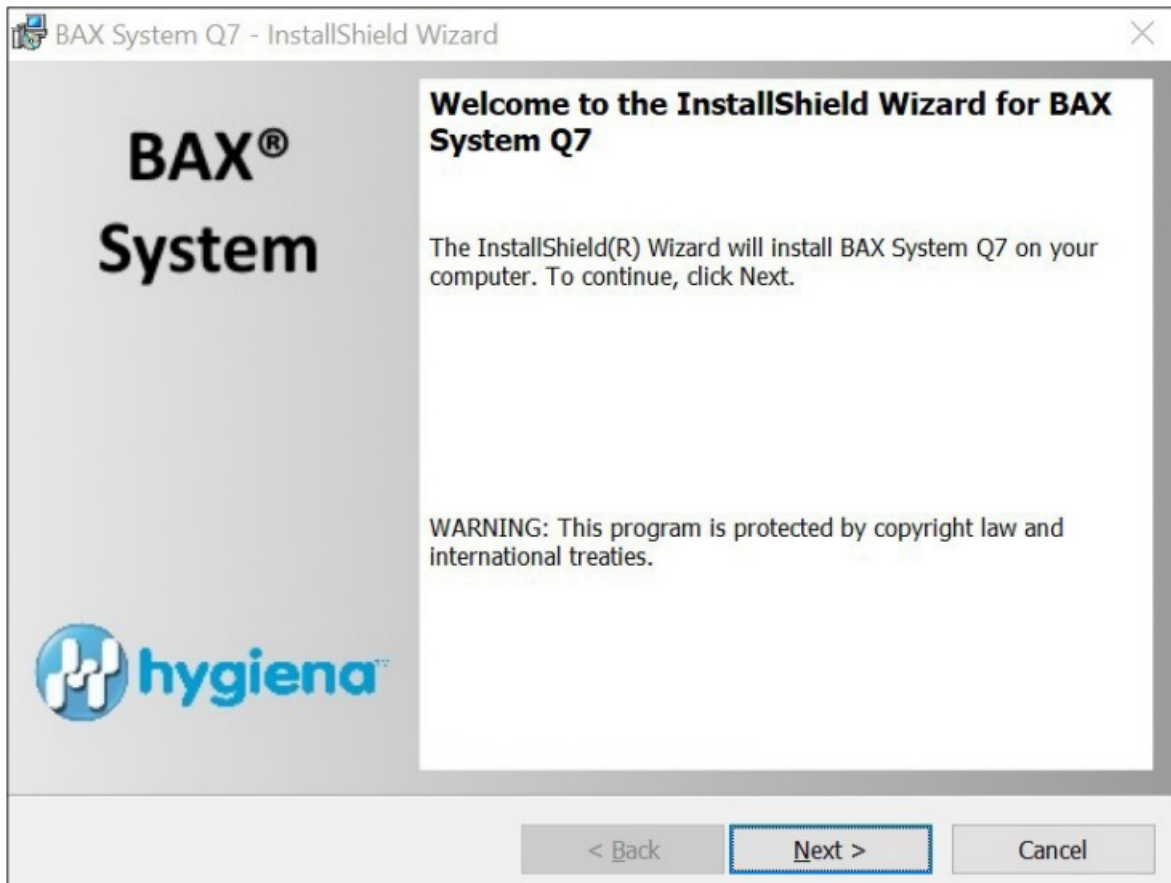 BAX System Q7 - InstallShield Wizard
BAX®
System
Welcome to the InstallShield Wizard for BAX
System Q7
The InstallShield(R) Wizard will install BAX System Q7 on your
computer. To continue, click Next.
WARNING: This program is protected by copyright law and
international treaties.
hygiena™
< Back
Next >
Cancel